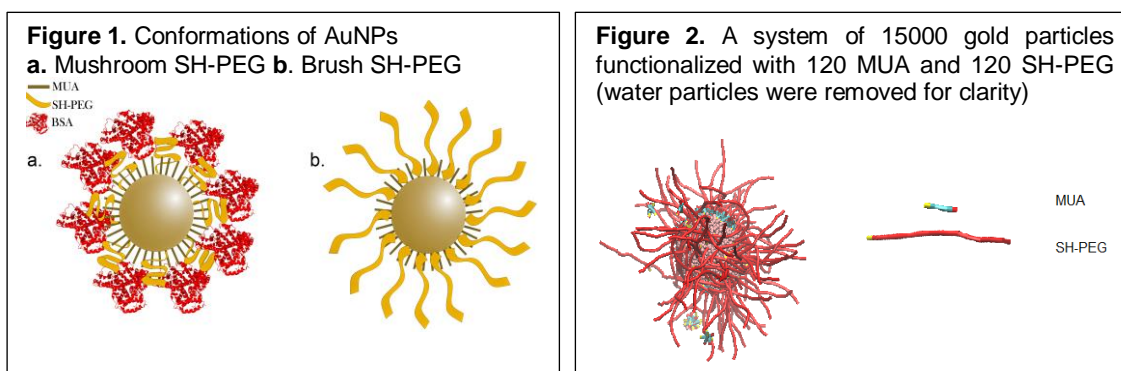 Figure 1. Conformations of AuNPs
a. Mushroom SH-PEG b. Brush SH-PEG
MUA
SH-PEG
BSA
a.
b.
Figure 2. A system of 15000 gold particles
functionalized with 120 MUA and 120 SH-PEG
(water particles were removed for clarity)
MUA
SH-PEG